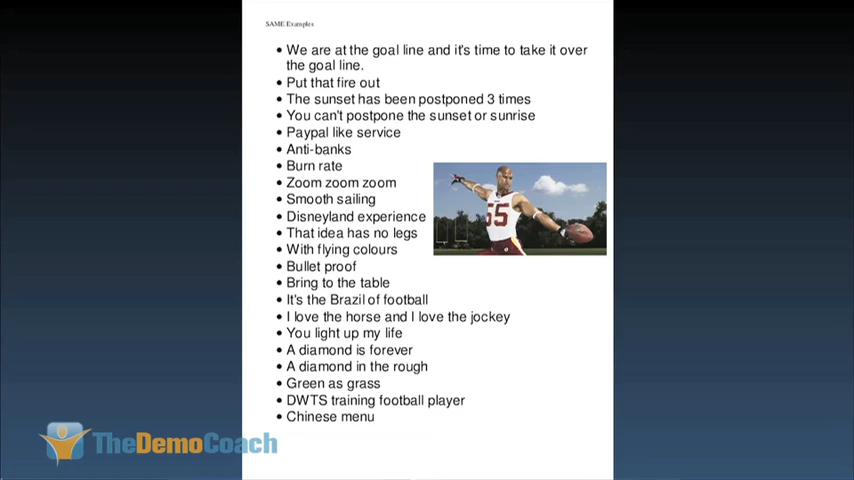 SAME Examples
• We are at the goal line and it's time to take it over
the goal line.
• Put that fire out
• The sunset has been postponed 3 times
• You can't postpone the sunset or sunrise
• Paypal like service
• Anti-banks
• Burn rate
• Zoom zoom zoom
• Smooth sailing
• Disneyland experience
• That idea has no legs
• With flying colours
• Bullet proof
• Bring to the table
• It's the Brazil of football
• I love the horse and I love the jockey
• You light up my life
• A diamond is forever
• A diamond in the rough
• Green as grass
• DWTS training football player
• Chinese menu
55
TheDemoCoach